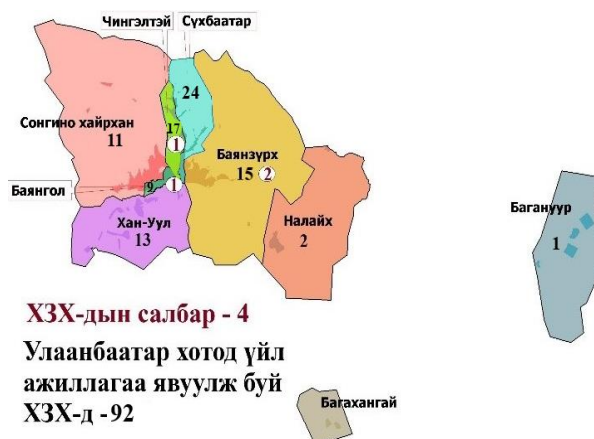 Чингэлтэй
Сүхбаатар
24
Сонгино хайрхан
11
17
1
Баянзүрх
15 2
Баянгол
9
1
Хан-Уул
13
Налайх
2
Багануур
1
ХЗХ-дын салбар - 4
Улаанбаатар хотод үйл
ажиллагаа явуулж буй
ХЗХ-д -92
Багахангай